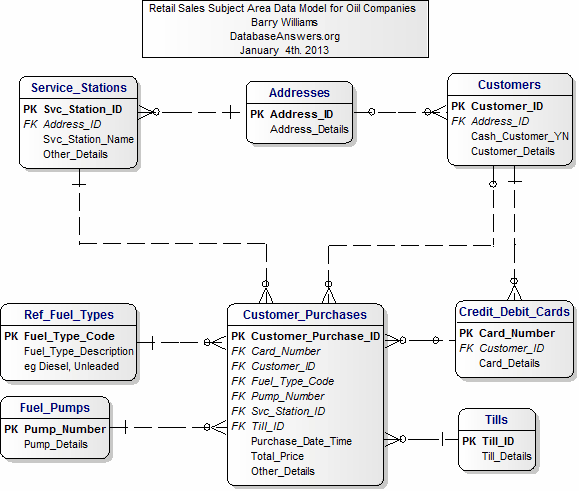 Retail Sales Subject Area Data Model for Oiil Companies
Barry Williams
DatabaseAnswers.org
January 4th. 2013
Service_Stations
PK Svc_Station_ID
FK Address_ID
Svc_Station_Name
Other_Details
Addresses
PK Address_ID
Address_Details
Customers
PK Customer_ID
FK Address_ID
Cash_Customer_YN
Customer_Details
Ref_Fuel_Types
PK Fuel_Type_Code
Fuel_Type_Description
eg Diesel, Unleaded
Customer_Purchases
PK Customer_Purchase_ID
FK Card_Number
FK Customer_ID
FK Fuel_Type_Code
FK Pump_Number
FK Svc_Station_ID
FK Till_ID
Purchase_Date_Time
Total_Price
Other_Details
Credit_Debit_Cards
PK Card_Number
FK Customer_ID
Card_Details
Fuel_Pumps
PK Pump_Number
Pump_Details
Tills
PK Till_ID
Till_Details